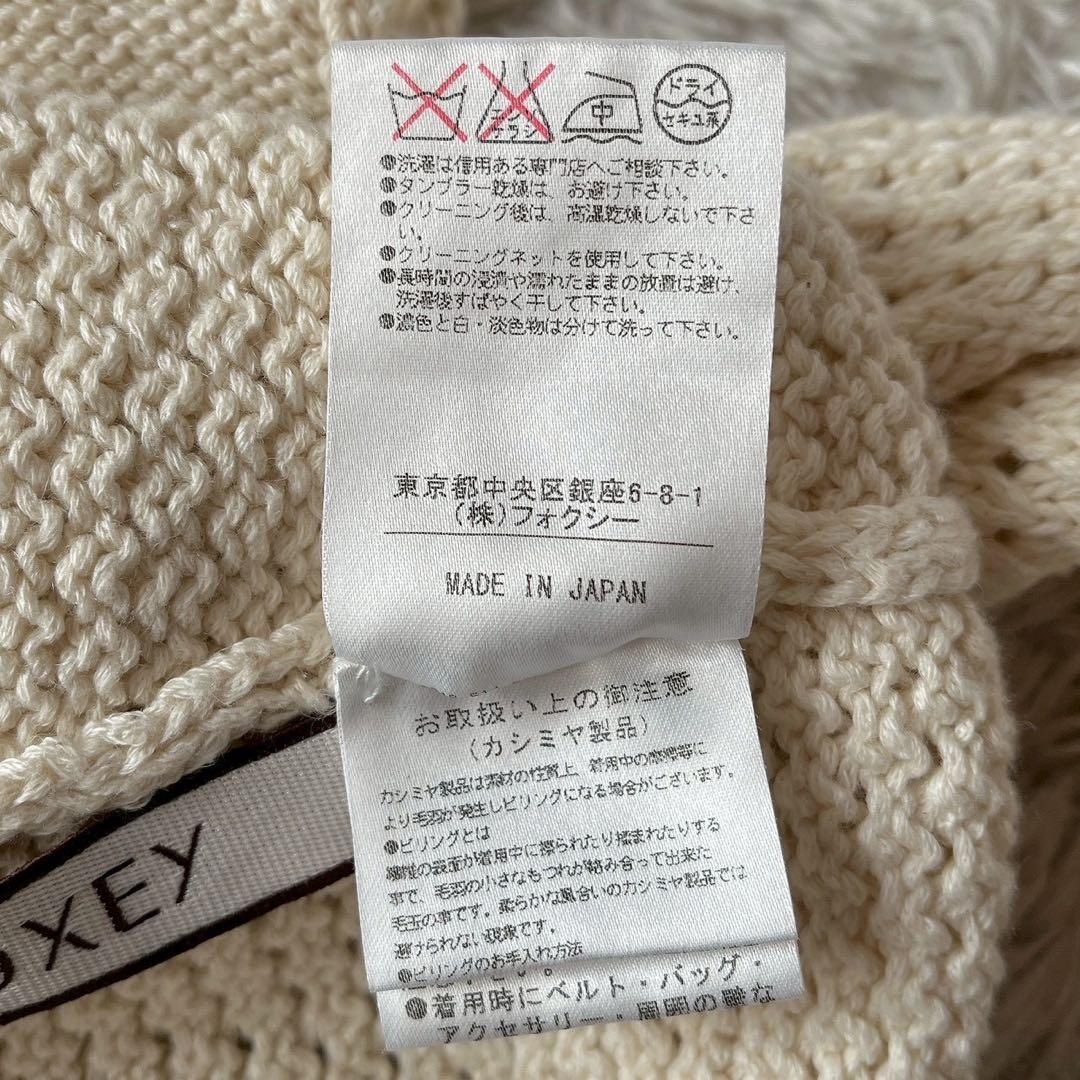 エンソ
サラシ
中
ドライ
セキユ系
●洗濯は信用ある専門店へご相談下さい。
●タンブラー乾燥は、お避け下さい。
●クリーニング後は、高温乾燥しないで下さ
い。
●クリーニングネットを使用して下さい。
●長時間の浸漬や濡れたままの放置は避け、
洗濯後すばやく干して下さい。
●濃色と白・淡色物は分けて洗って下さい。
東京都中央区銀座6-8-1
(株)フォクシー
MADE IN JAPAN
お取扱い上の御注意
(カシミヤ製品)
カシミヤ製品は素材の性質上、着用中の摩擦等に
より毛羽が発生しピリングになる場合がございます。
●ピリングとは
繊維の表面が着用中に擦られたり揉まれたりする
事で、毛羽の小さなもつれが絡み合って出来た
毛玉の事です。柔らかな風合いのカシミヤ製品では
避けられない現象です。
●ピリングのお手入れ方法
●着用時にベルト・バッグ・
アクセサリー、周囲の
XEY